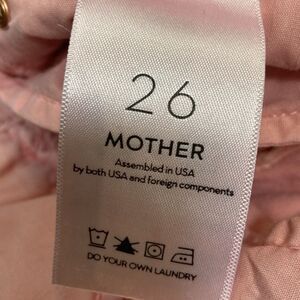 26
MOTHER
Assembled in USA
by both USA and foreign components
DO YOUR OWN LAUNDRY